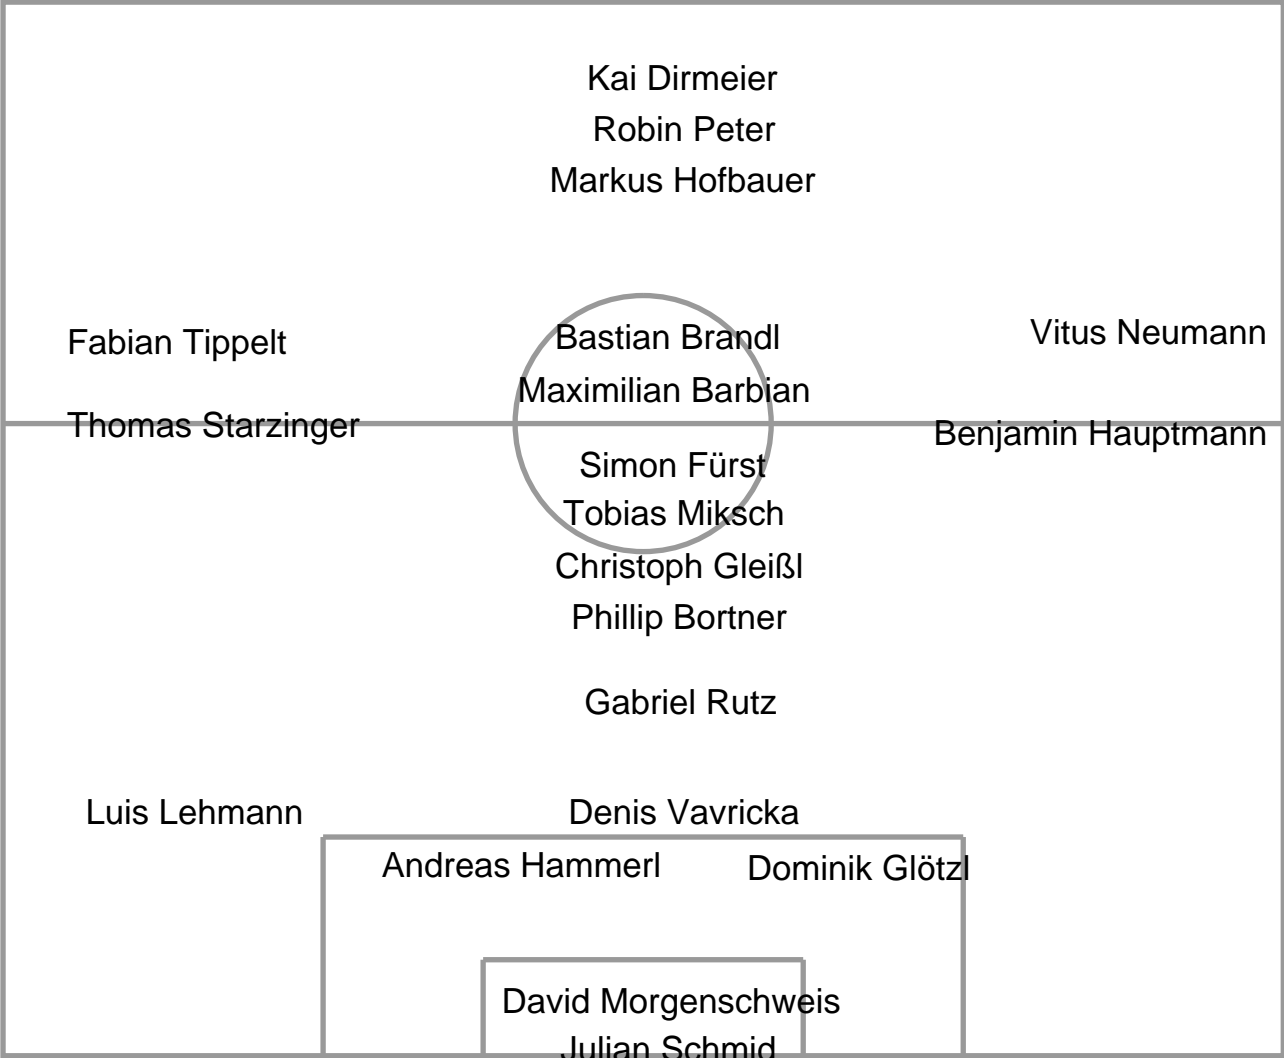 Kai Dirmeier
Robin Peter
Markus Hofbauer
Fabian Tippelt
Bastian Brandl
Vitus Neumann
Maximilian Barbian
Thomas Starzinger
Benjamin Hauptmann
Simon Fürst
Tobias Miksch
Christoph Gleißl
Phillip Bortner
Gabriel Rutz
Luis Lehmann
Denis Vavricka
Andreas Hammerl
Dominik Glötzl
David Morgenschweis
Julian Schmid